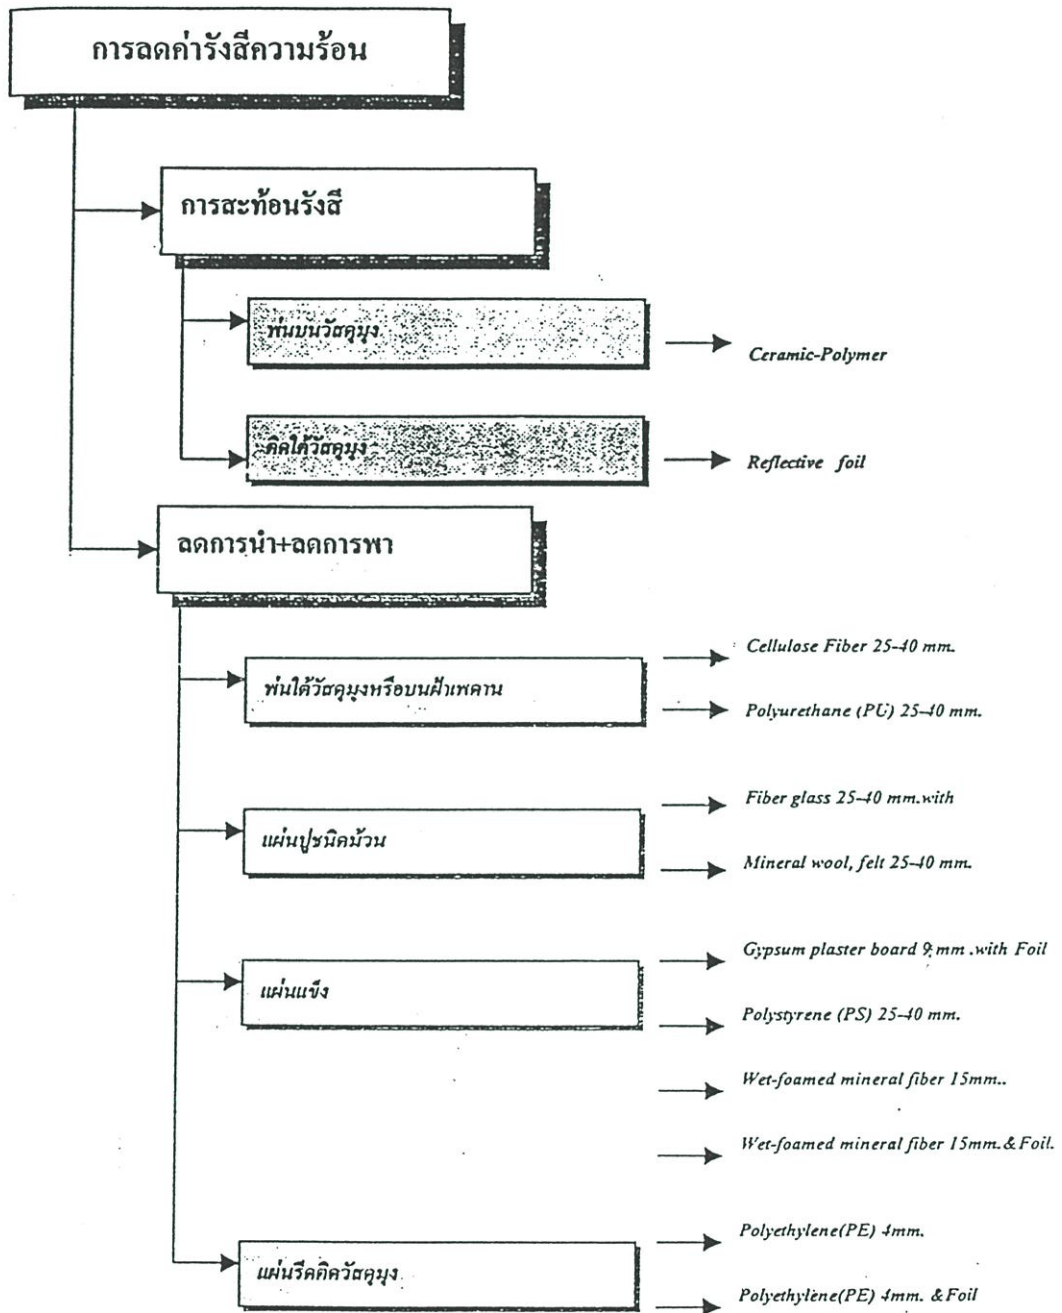 การลดค่ารังสีความร้อน
การสะท้อนรังสี
พ่นบนวัสดุมุง
Ceramic-Polymer
ติดใต้วัสดุมุง
Reflective foil
ลดการนำ+ลดการพา
Cellulose Fiber 25-40 mm.
พ่นใต้วัสดุมุงหรือบนฝ้าเพดาน
Polyurethane (PU) 25-40 mm.
Fiber glass 25-40 mm.with
แผ่นปูชนิดม้วน
Mineral wool, felt 25-40 mm.
Gypsum plaster board 9 mm .with Foil
แผ่นแข็ง
Polystyrene (PS) 25-40 mm.
Wet-foamed mineral fiber 15mm..
Wet-foamed mineral fiber 15mm.&Foil.
Polyethylene(PE) 4mm.
แผ่นรีดติดวัสดุมุง
Polyethylene(PE) 4mm. &Foil